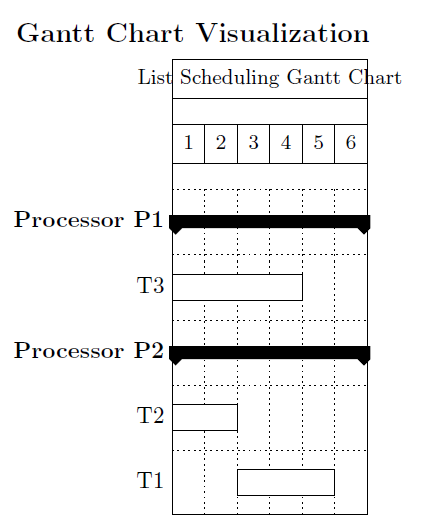 Gantt Chart Visualization
List Scheduling Gantt Chart
1 2 3 4 5 6
Processor P1
T3
Processor P2
T2
T1